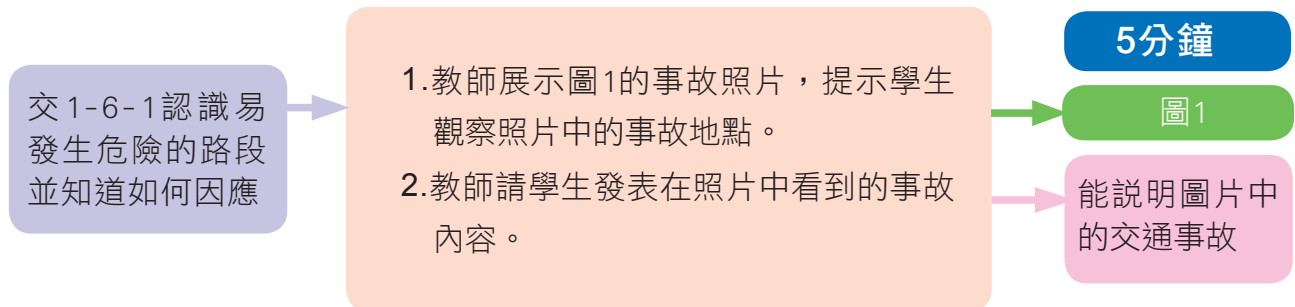 交1-6-1認識易
發生危險的路段
並知道如何因應
1.教師展示圖1的事故照片，提示學生
觀察照片中的事故地點。
2.教師請學生發表在照片中看到的事故
內容。
5分鐘
圖1
能說明圖片中
的交通事故